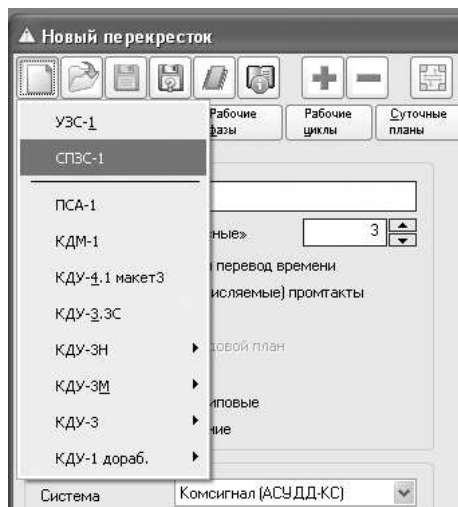 Новый перекресток
УЗС-1
Рабочие фазы
Рабочие циклы
Суточные планы
СПЗС-1
ПСА-1
КДМ-1
ные»
3
КДУ-4.1 макет3
перевод времени
КДУ-3.3С
исляемые) промтакты
КДУ-3Н
довой план
КДУ-3М
КДУ-3
иповые
ние
КДУ-1 дораб.
Система
Комсигнал (АСУДД-КС)